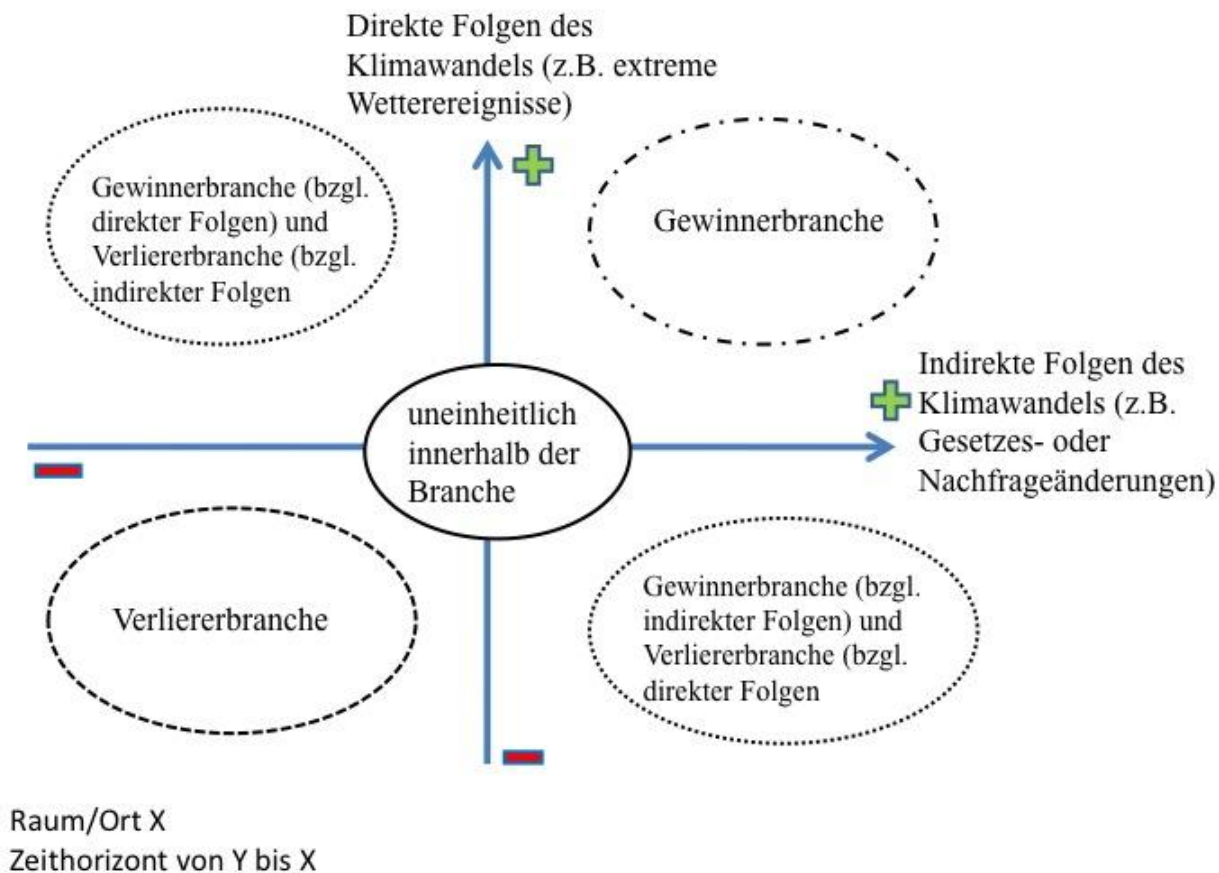 Direkte Folgen des
Klimawandels (z.B. extreme
Wetterereignisse)
Gewinnerbranche (bzgl.
direkter Folgen) und
Verliererbranche (bzgl.
indirekter Folgen
Gewinnerbranche
Indirekte Folgen des
Klimawandels (z.B.
Gesetzes- oder
Nachfrageänderungen)
uneinheitlich
innerhalb der
Branche
Verliererbranche
Gewinnerbranche (bzgl.
indirekter Folgen) und
Verliererbranche (bzgl.
direkter Folgen
Raum/Ort X
Zeithorizont von Y bis X